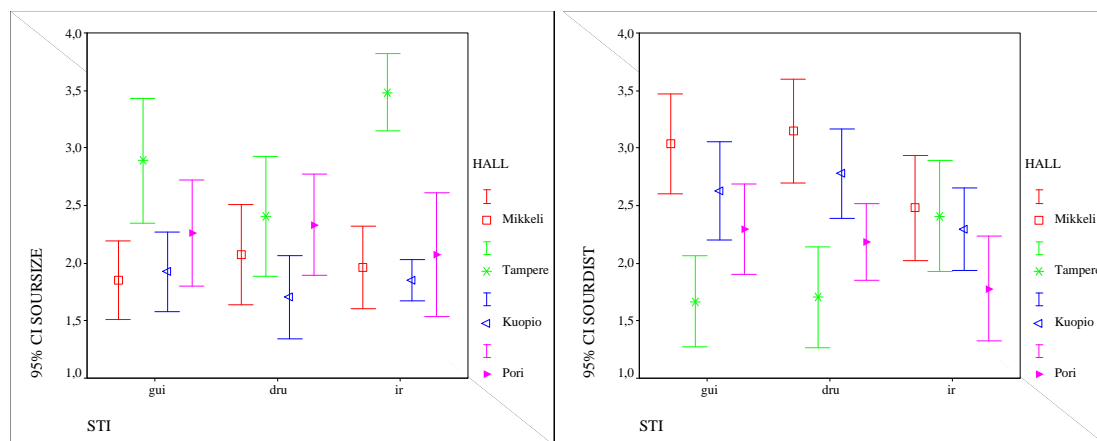 95% CI SOURSIZE
4,0
3,5
3,0
2,5
2,0
1,5
1,0
gui dru ir
STI
HALL
Mikkeli
Tampere
Kuopio
Pori
95% CI SOURDIST
4,0
3,5
3,0
2,5
2,0
1,5
1,0
gui dru ir
STI
HALL
Mikkeli
Tampere
Kuopio
Pori